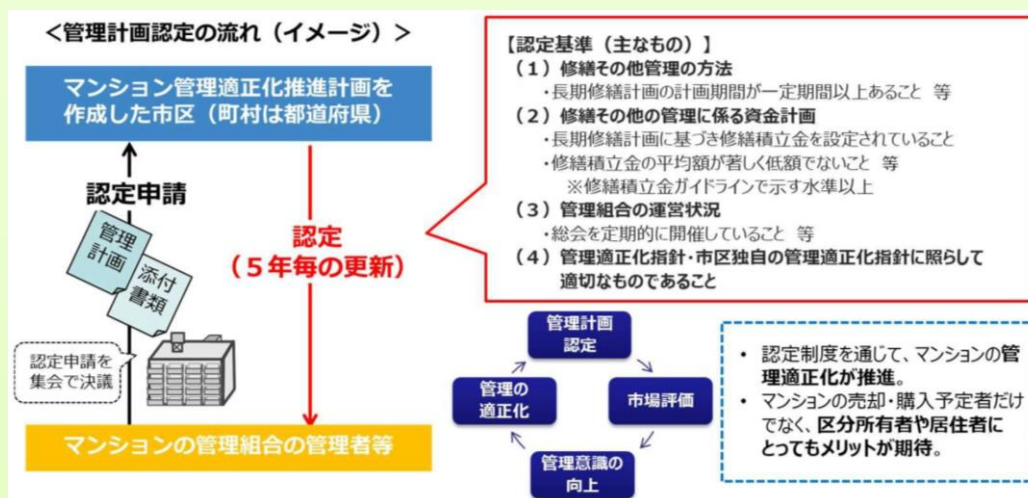 ＜管理計画認定の流れ（イメージ）＞
マンション管理適正化推進計画を
作成した市区（町村は都道府県）
認定申請
管理
計画
添付
書類
認定申請を
集会で決議
認定
（５年毎の更新）
マンションの管理組合の管理者等
【認定基準（主なもの）】
（１）修繕その他管理の方法
・長期修繕計画の計画期間が一定期間以上あること 等
（２）修繕その他の管理に係る資金計画
・長期修繕計画に基づき修繕積立金を設定されていること
・修繕積立金の平均額が著しく低額でないこと 等
※修繕積立金ガイドラインで示す水準以上
（３）管理組合の運営状況
・総会を定期的に開催していること 等
（４）管理適正化指針・市区独自の管理適正化指針に照らして
適切なものであること
管理計画
認定
市場評価
管理意識の
向上
管理の
適正化
• 認定制度を通じて、マンションの管
理適正化が推進。
• マンションの売却・購入予定者だけ
でなく、区分所有者や居住者に
とってもメリットが期待。